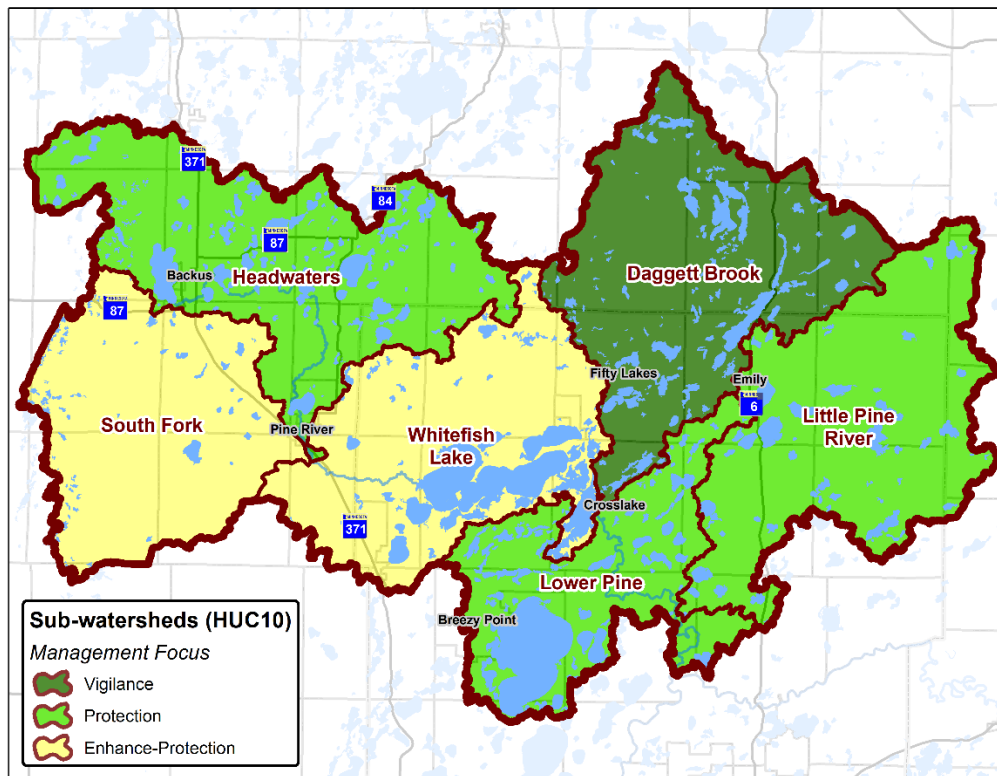 371
84
87
Headwaters
Backus
Daggett Brook
87
Fifty Lakes
Emily
6
South Fork
Pine River
Whitefish
Lake
Little Pine
River
Crosslake
371
Lower Pine
Breezy Point
Sub-watersheds (HUC10)
Management Focus
Vigilance
Protection
Enhance-Protection